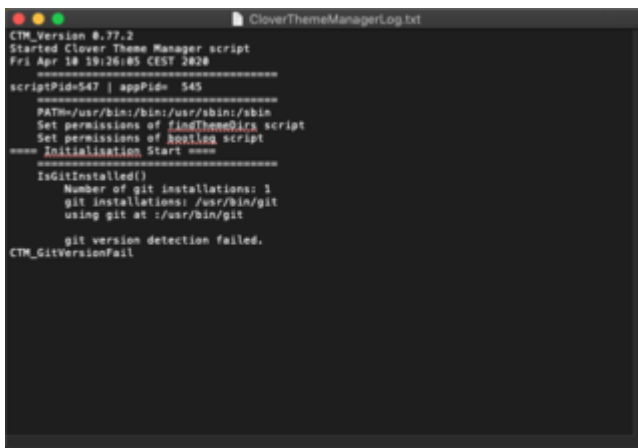 CloverThemeManagerLog.txt
CTM_Version 0.77.2
Started Clover Theme Manager script
Fri Apr 10 19:26:05 CEST 2020
===================================
scriptPid=547 | appPid= 545
===================================
PATH=/usr/bin:/bin:/usr/sbin:/sbin
Set permissions of findThemeDirs script
Set permissions of bootlog script
==== Initialisation Start ====
===================================
IsGitInstalled()
Number of git installations: 1
git installations: /usr/bin/git
using git at :/usr/bin/git
git version detection failed.
CTM_GitVersionFail